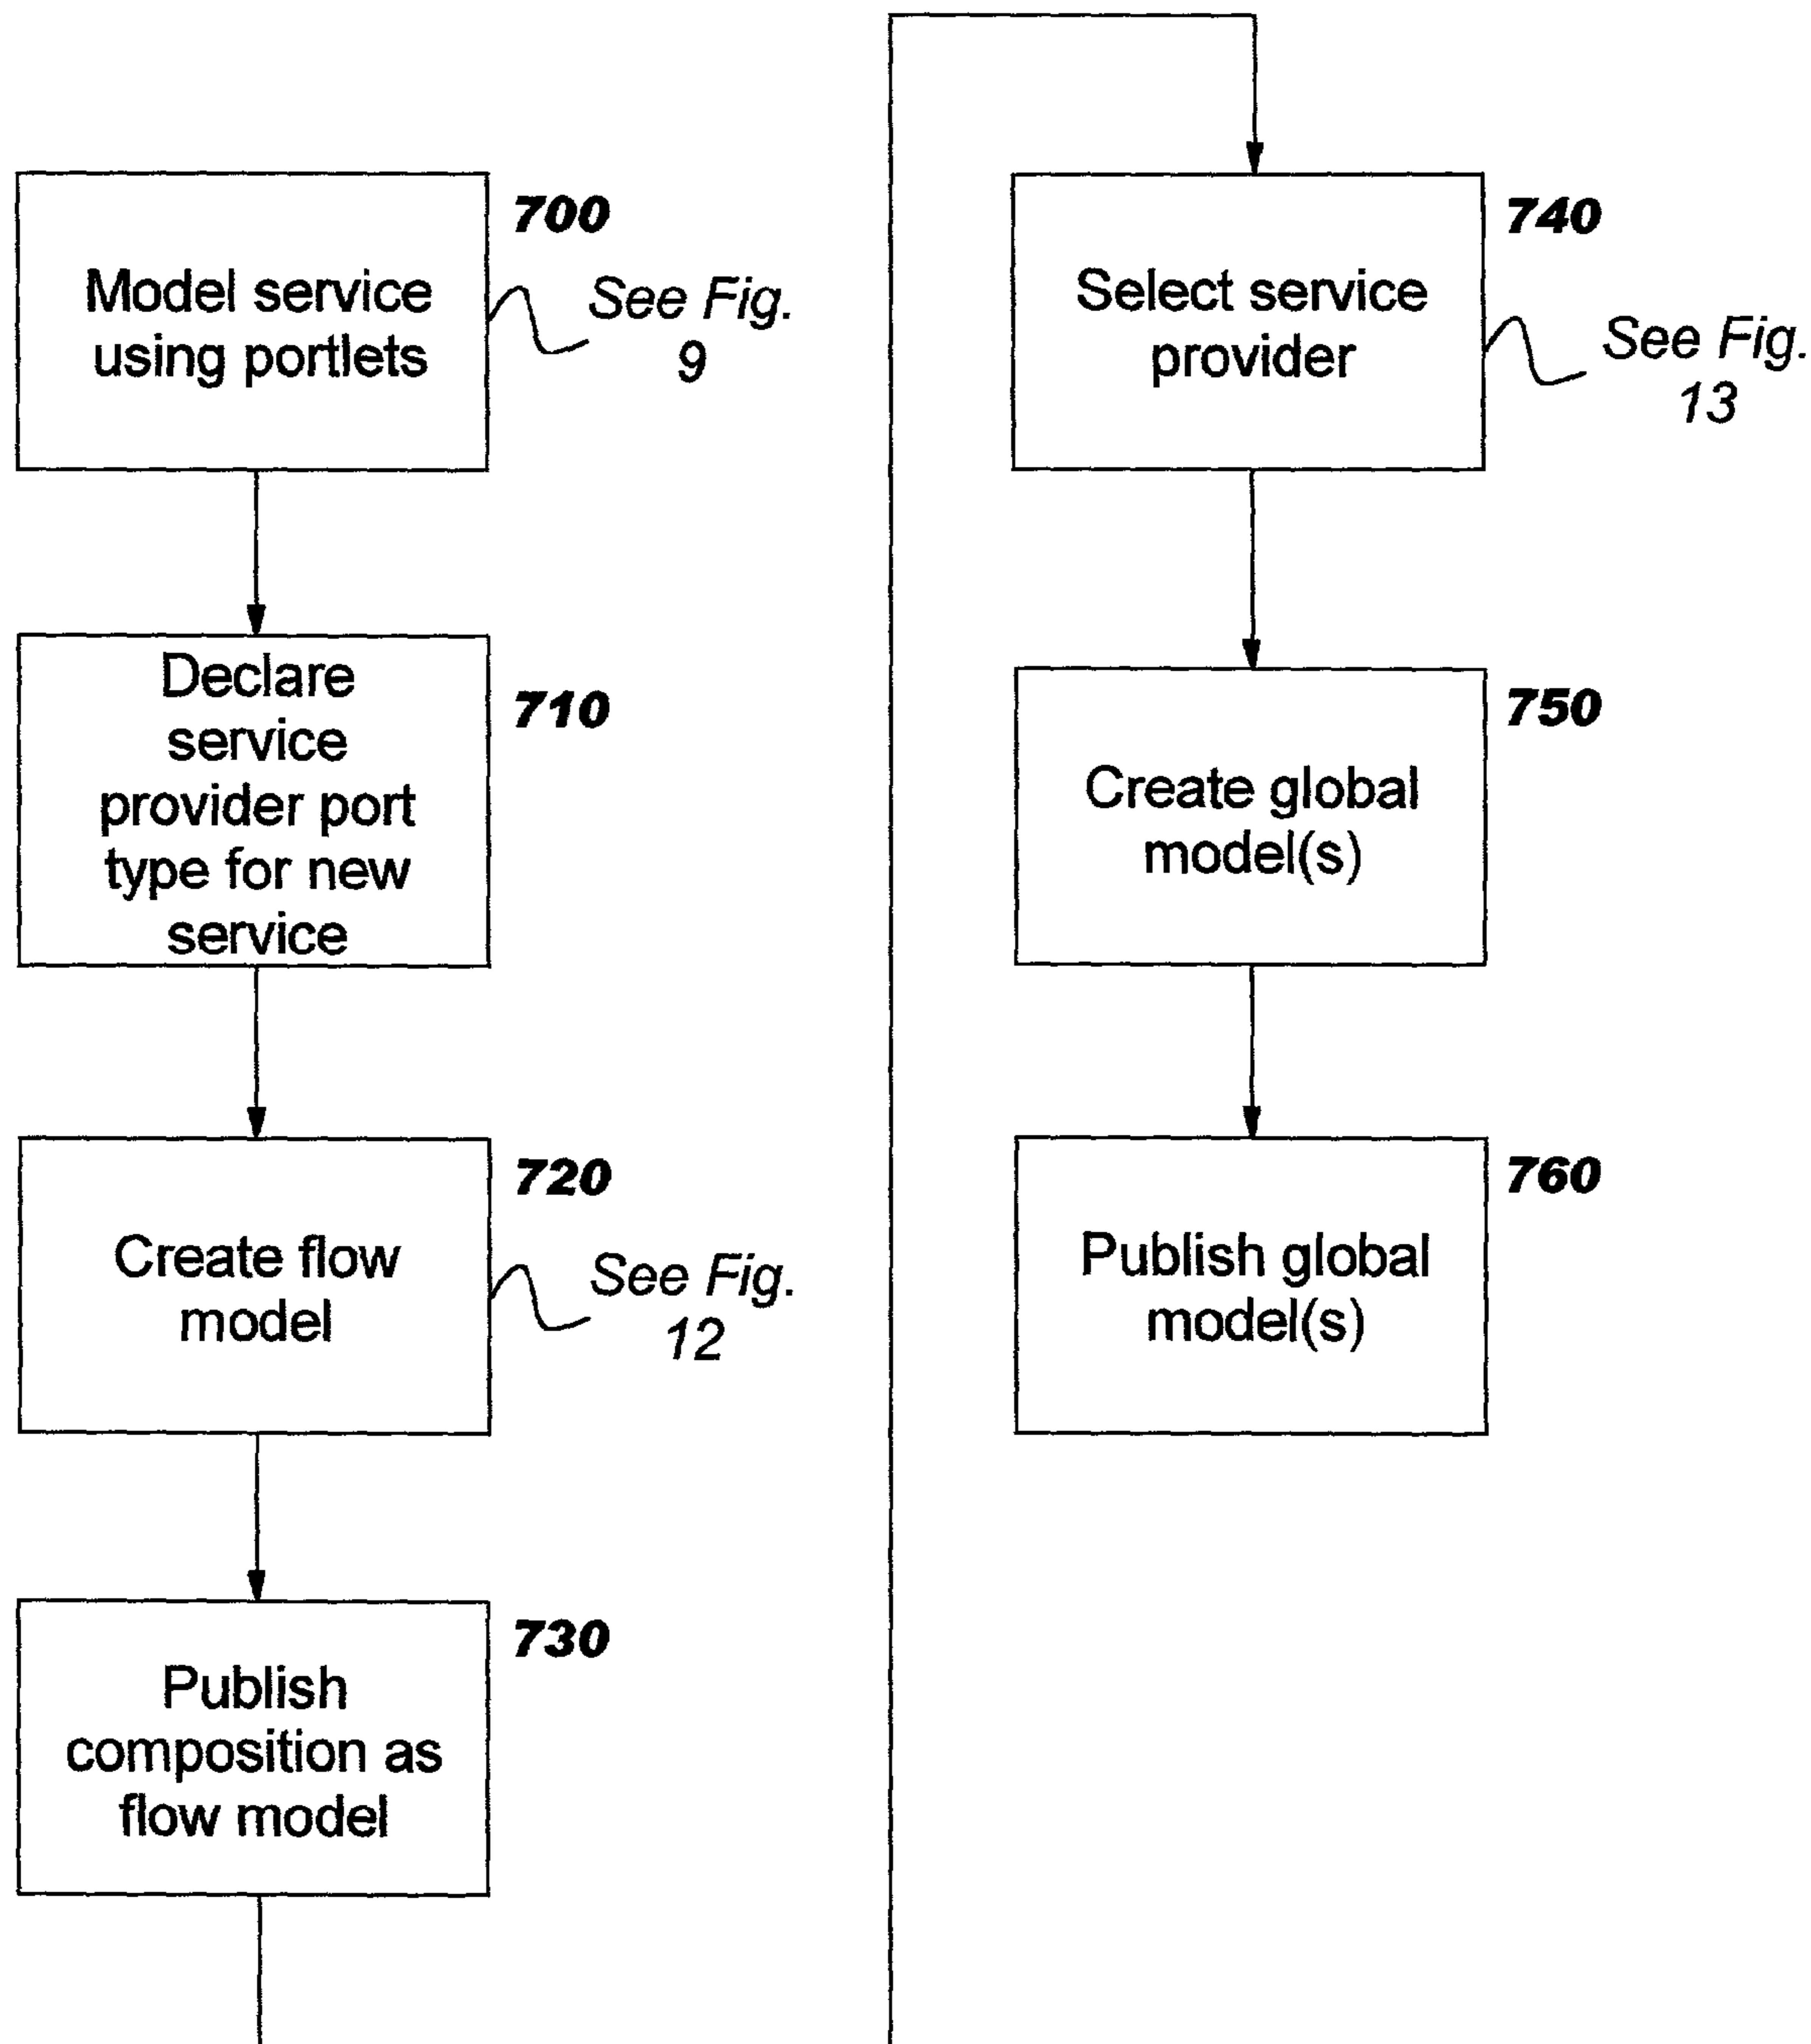 700
Model service
using portlets
See Fig.
9
710
Declare
service
provider port
type for new
service
720
Create flow
model
See Fig.
12
730
Publish
composition as
flow model
740
Select service
provider
See Fig.
13
750
Create global
model(s)
760
Publish global
model(s)